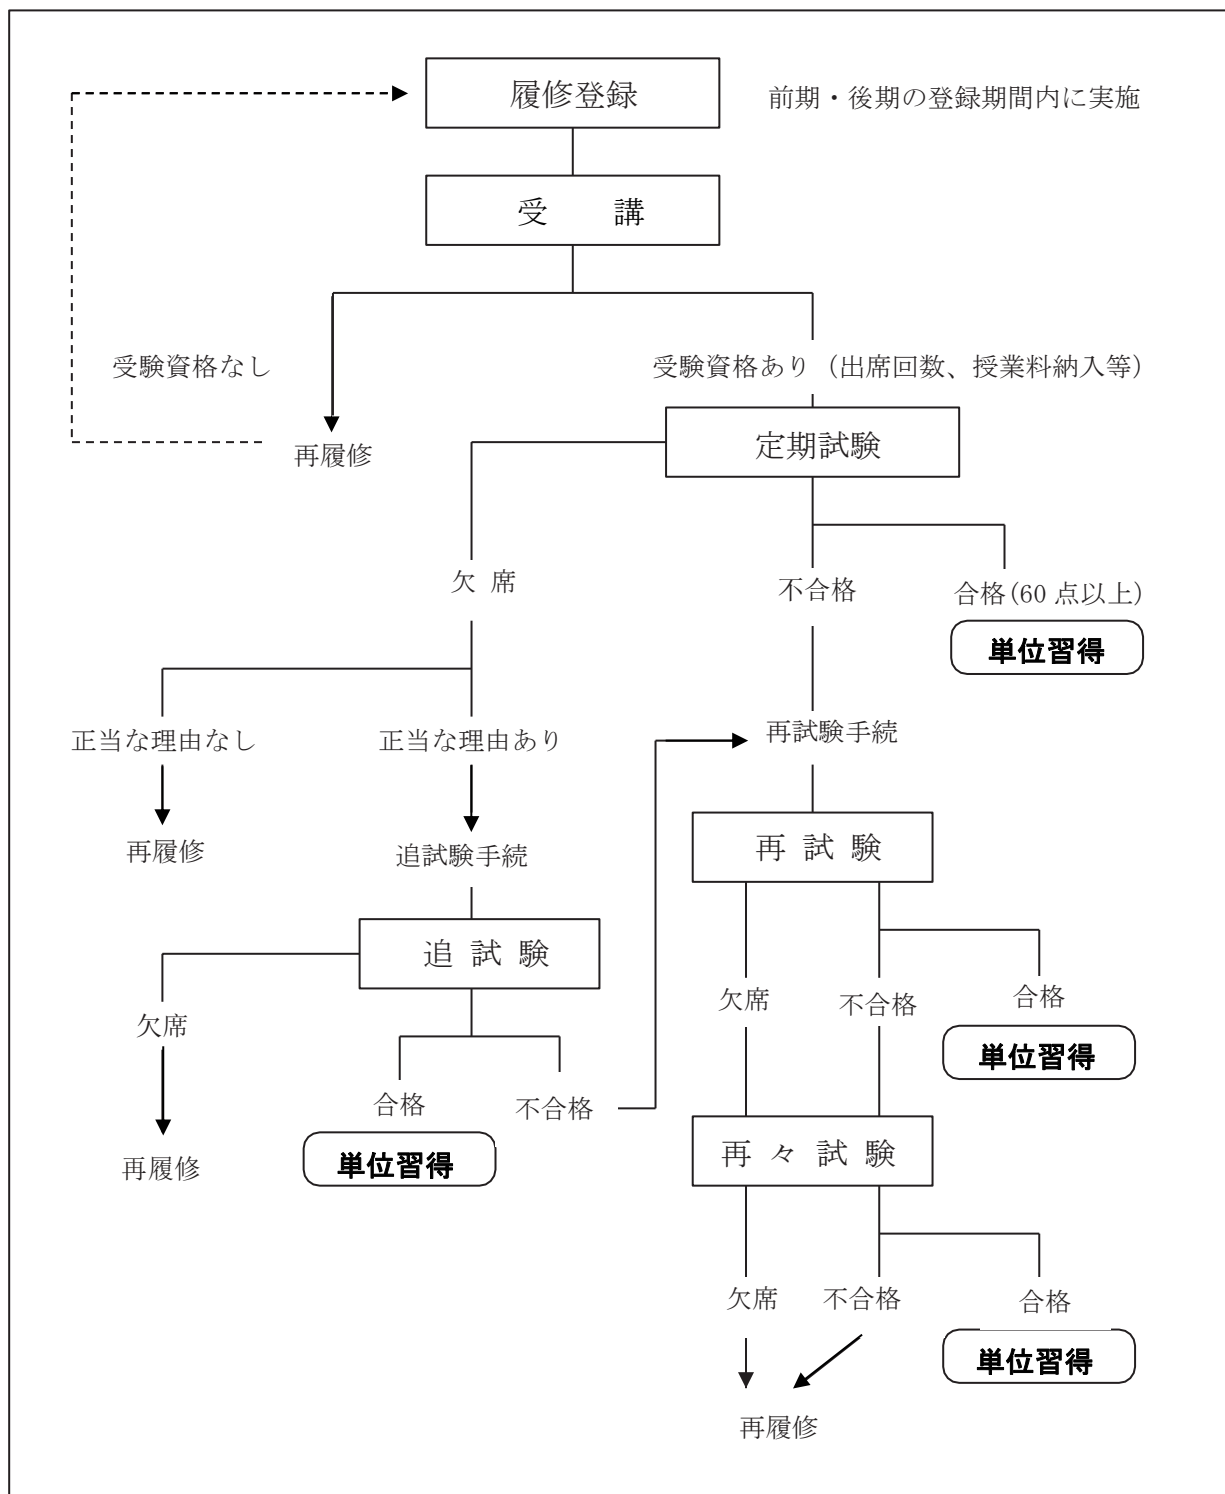 履修登録
前期・後期の登録期間内に実施
受　　講
受験資格なし
受験資格あり（出席回数、授業料納入等）
再履修
定期試験
欠 席
不合格
合格(60 点以上)
単位習得
正当な理由なし
正当な理由あり
再試験手続
再履修
追試験手続
再 試 験
追 試 験
欠席
不合格
合格
欠席
単位習得
合格
不合格
再履修
単位習得
再 々 試 験
欠席
不合格
合格
単位習得
再履修